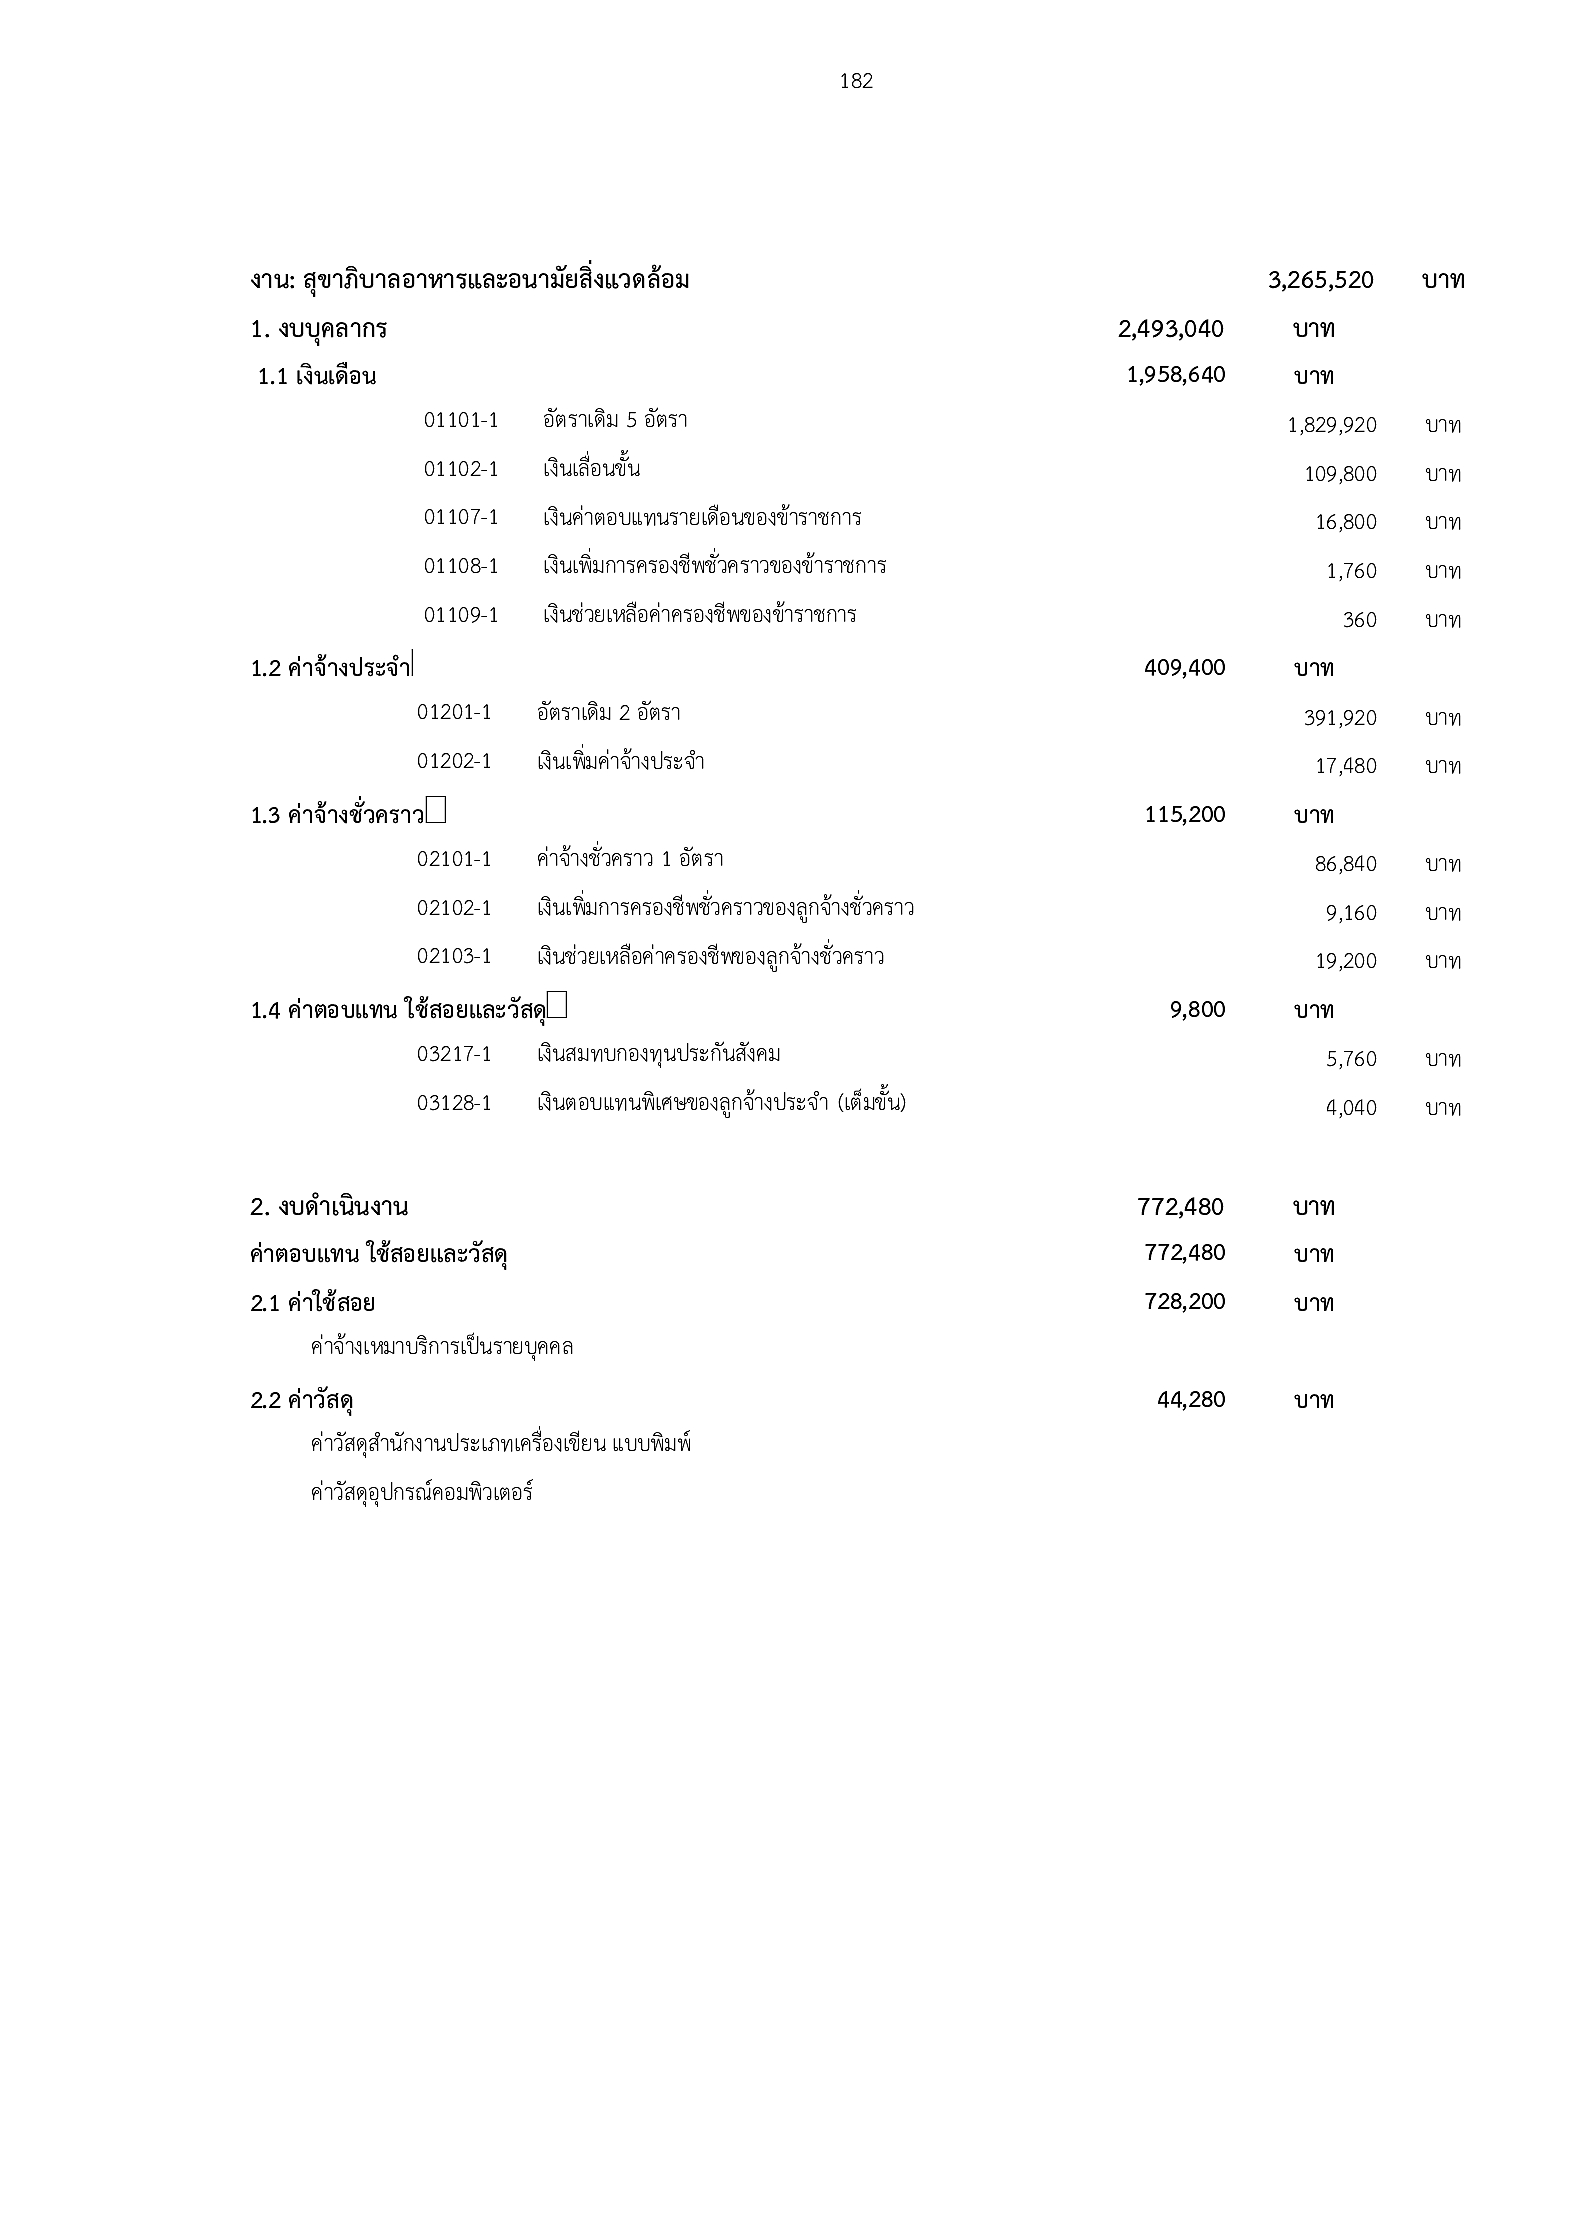 182
งาน: สุขาภิบาลอาหารและอนามัยสิ่งแวดล้อม 3,265,520 บาท
1. งบบุคลากร 2,493,040 บาท
1.1 เงินเดือน 1,958,640 บาท
01101-1 อัตราเดิม 5 อัตรา 1,829,920 บาท
01102-1 เงินเลื่อนขั้น 109,800 บาท
01107-1 เงินค่าตอบแทนรายเดือนของข้าราชการ 16,800 บาท
01108-1 เงินเพิ่มการครองชีพชั่วคราวของข้าราชการ 1,760 บาท
01109-1 เงินช่วยเหลือค่าครองชีพของข้าราชการ 360 บาท
1.2 ค่าจ้างประจำ 409,400 บาท
01201-1 อัตราเดิม 2 อัตรา 391,920 บาท
01202-1 เงินเพิ่มค่าจ้างประจำ 17,480 บาท
1.3 ค่าจ้างชั่วคราว 115,200 บาท
02101-1 ค่าจ้างชั่วคราว 1 อัตรา 86,840 บาท
02102-1 เงินเพิ่มการครองชีพชั่วคราวของลูกจ้างชั่วคราว 9,160 บาท
02103-1 เงินช่วยเหลือค่าครองชีพของลูกจ้างชั่วคราว 19,200 บาท
1.4 ค่าตอบแทน ใช้สอยและวัสดุ 9,800 บาท
03217-1 เงินสมทบกองทุนประกันสังคม 5,760 บาท
03128-1 เงินตอบแทนพิเศษของลูกจ้างประจำ (เต็มขั้น) 4,040 บาท
2. งบดำเนินงาน 772,480 บาท
ค่าตอบแทน ใช้สอยและวัสดุ 772,480 บาท
2.1 ค่าใช้สอย 728,200 บาท
ค่าจ้างเหมาบริการเป็นรายบุคคล
2.2 ค่าวัสดุ 44,280 บาท
ค่าวัสดุสำนักงานประเภทเครื่องเขียน แบบพิมพ์
ค่าวัสดุอุปกรณ์คอมพิวเตอร์